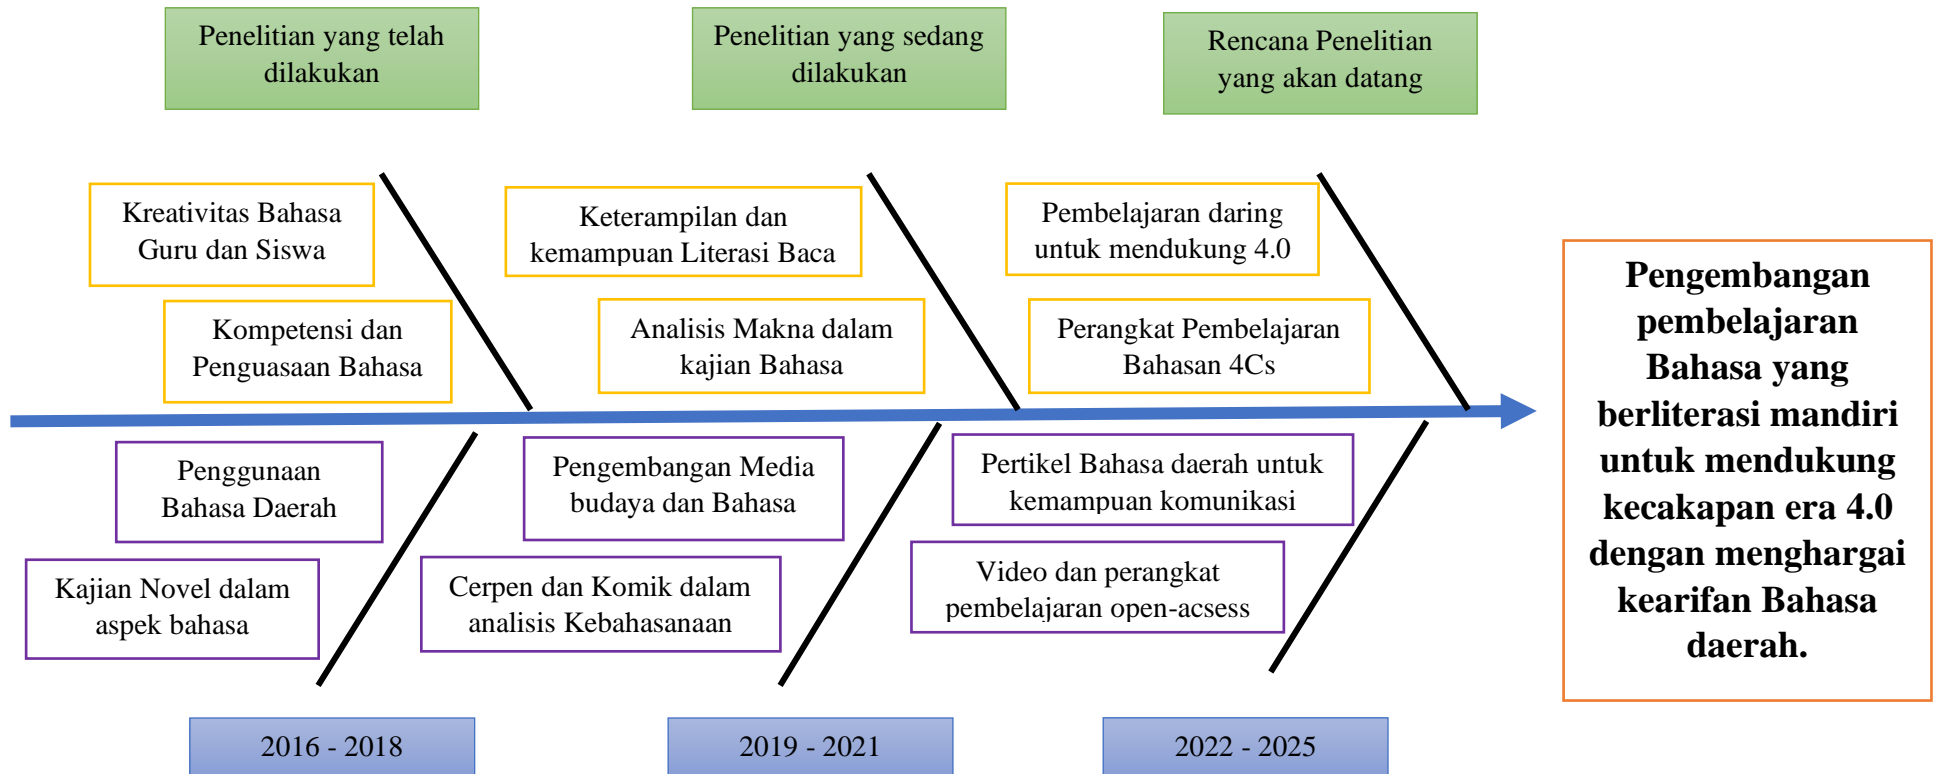 Penelitian yang telah
dilakukan
Penelitian yang sedang
dilakukan
Rencana Penelitian
yang akan datang
Kreativitas Bahasa
Guru dan Siswa
Keterampilan dan
kemampuan Literasi Baca
Pembelajaran daring
untuk mendukung 4.0
Kompetensi dan
Penguasaan Bahasa
Analisis Makna dalam
kajian Bahasa
Perangkat Pembelajaran
Bahasan 4Cs
Penggunaan
Bahasa Daerah
Pengembangan Media
budaya dan Bahasa
Pertikel Bahasa daerah untuk
kemampuan komunikasi
Kajian Novel dalam
aspek bahasa
Cerpen dan Komik dalam
analisis Kebahasanaan
Video dan perangkat
pembelajaran open-acsess
2016 - 2018
2019 - 2021
2022 - 2025
Pengembangan
pembelajaran
Bahasa yang
berliterasi mandiri
untuk mendukung
kecakapan era 4.0
dengan menghargai
kearifan Bahasa
daerah.